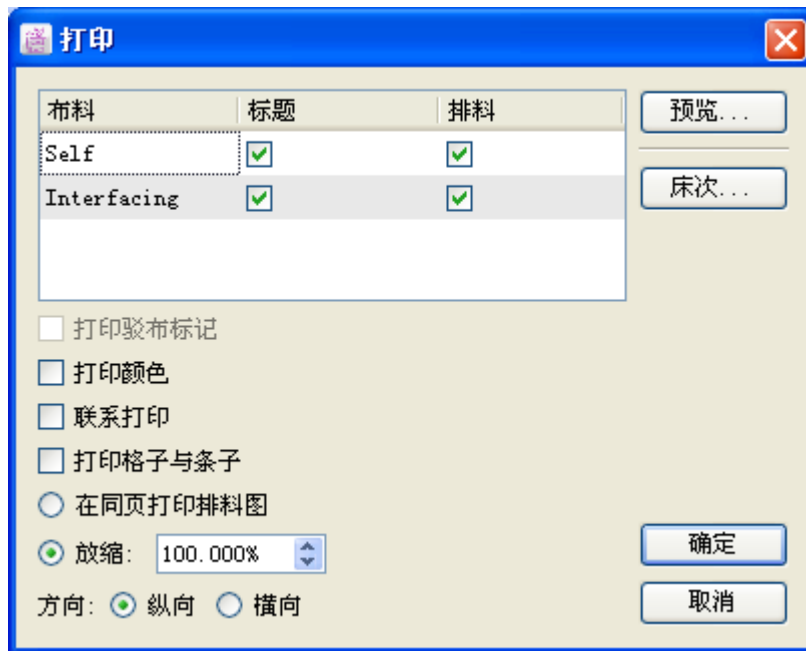 打印
布料 标题 排料 预览...
Self
Interfacing 床次...
打印驳布标记
打印颜色
联系打印
打印格子与条子
在同页打印排料图
放缩: 100.000% 确定
方向: 纵向 横向 取消